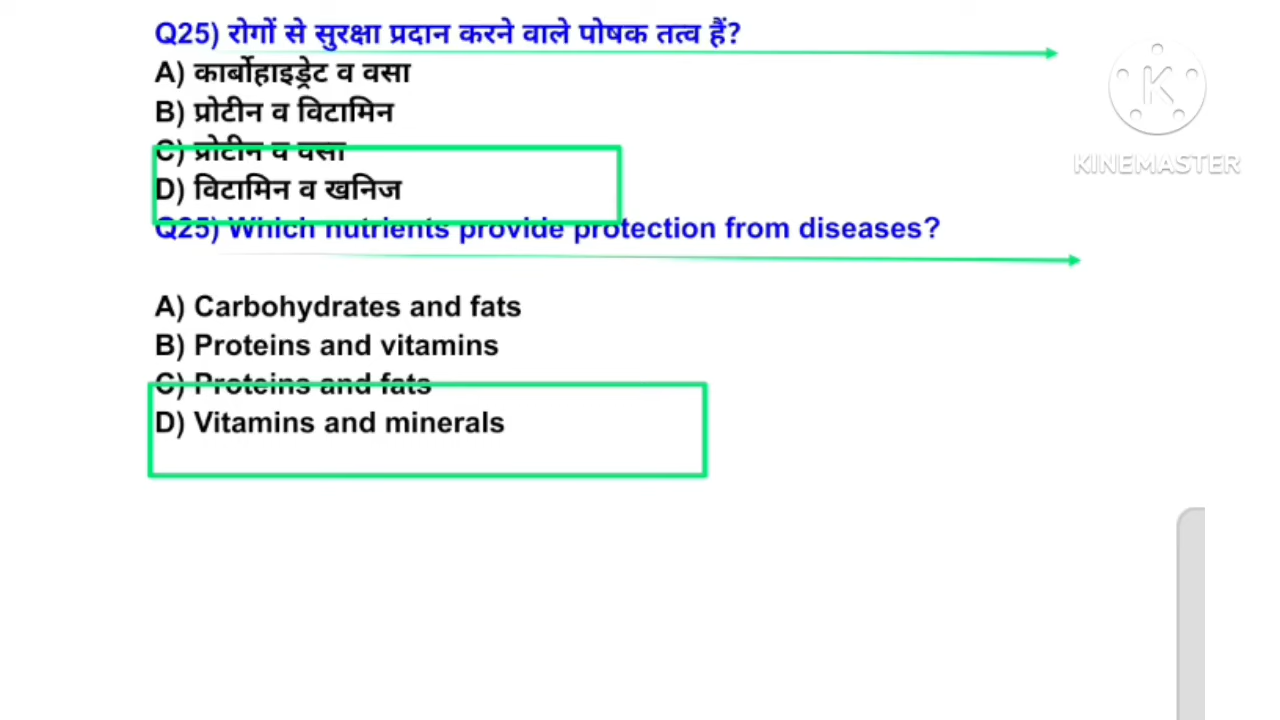 Q25) रोगों से सुरक्षा प्रदान करने वाले पोषक तत्व हैं?
A) कार्बोहाइड्रेट व वसा
B) प्रोटीन व विटामिन
C) प्रोटीन व वसा
D) विटामिन व खनिज
Q25) Which nutrients provide protection from diseases?
A) Carbohydrates and fats
B) Proteins and vitamins
C) Proteins and fats
D) Vitamins and minerals
K
KINEMASTER